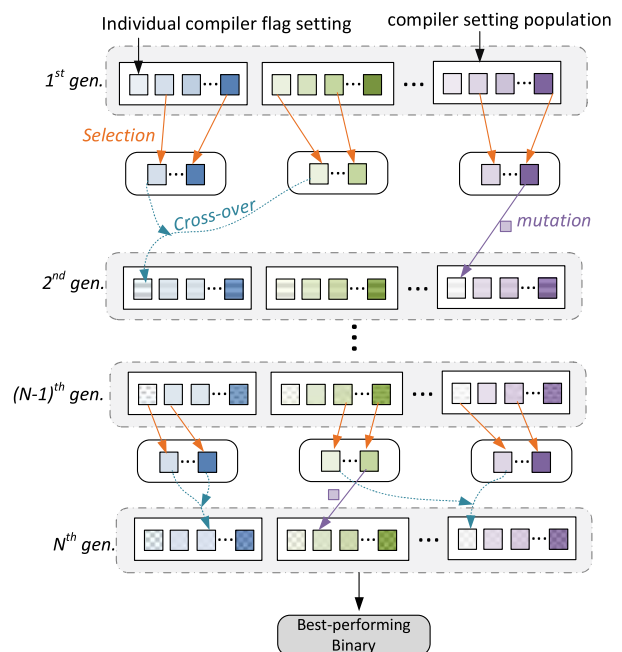 Individual compiler flag setting
compiler setting population
1st gen.
Selection
Cross-over
mutation
2nd gen.
(N-1)th gen.
Nth gen.
Best-performing
Binary